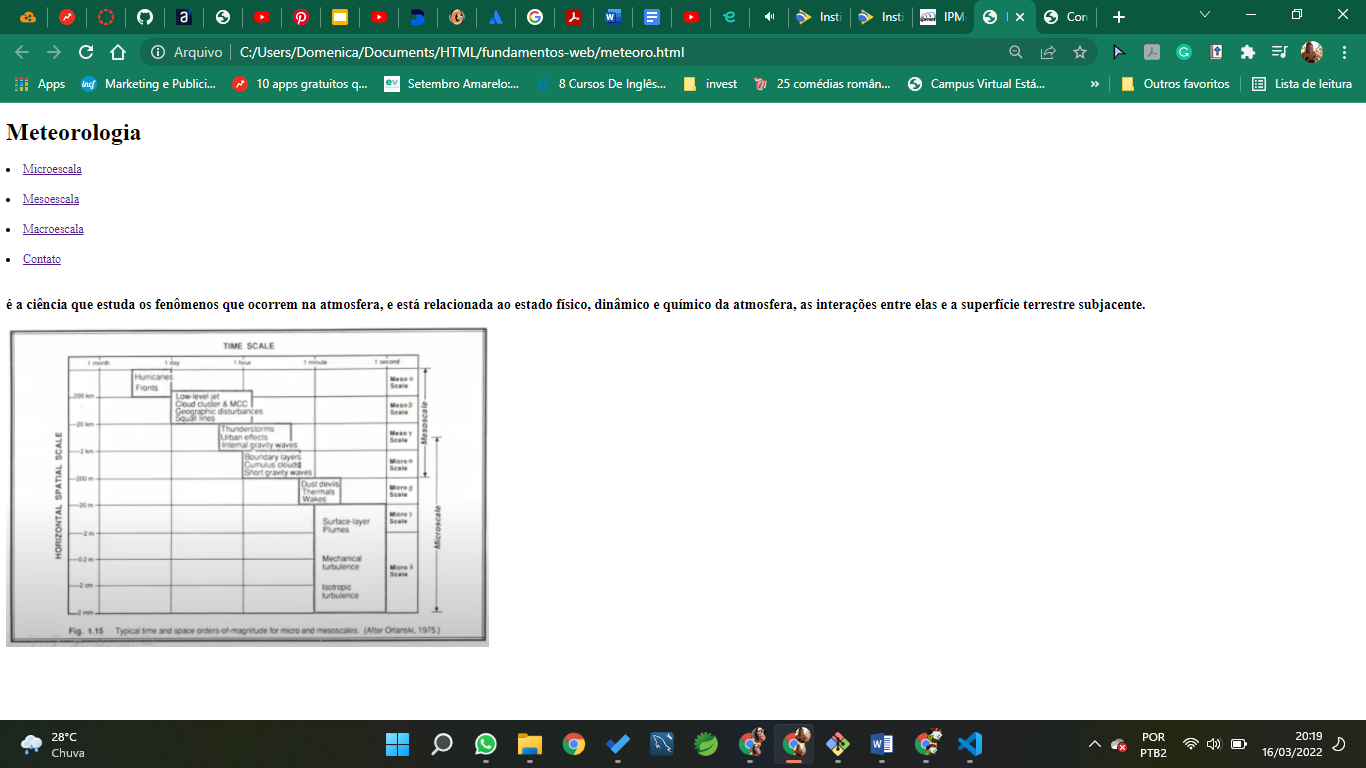 Insti
Insti
IPM
Con
Arquivo
C:/Users/Domenica/Documents/HTML/fundamentos-web/meteoro.html
Apps
Marketing e Publici...
10 apps gratuitos q...
Setembro Amarelo:...
8 Cursos De Inglês...
invest
25 comédias român...
Campus Virtual Está...
»
Outros favoritos
Lista de leitura
Meteorologia
• Microescala
• Mesoescala
• Macroescala
• Contato
é a ciência que estuda os fenômenos que ocorrem na atmosfera, e está relacionada ao estado físico, dinâmico e químico da atmosfera, as interações entre elas e a superfície terrestre subjacente.
TIME SCALE
1 month 1 day 1 hour 1 minute 1 second
HORIZONTAL SPATIAL SCALE
Hurricanes
Fronts
Meso α
Scale
200 km
Low-level jet
Cloud cluster & MCC
Geographic disturbances
Squall lines
Meso β
Scale
20 km
Thunderstorms
Urban effects
Internal gravity waves
Meso γ
Scale
Mesoscale
2 km
Boundary layers
Cumulus clouds
Short gravity waves
Micro α
Scale
200 m
Dust devils
Thermals
Wakes
Micro β
Scale
20 m
Surface-layer
Plumes
Micro γ
Scale
Microscale
2 m
Mechanical
turbulence
0.2 m
Micro δ
Scale
2 cm
Isotropic
turbulence
2 mm
Fig. 1.15 Typical time and space orders-of-magnitude for micro and mesoscales. (After Orlanski, 1975.)
28°C
Chuva
POR
PTB2
20:19
16/03/2022